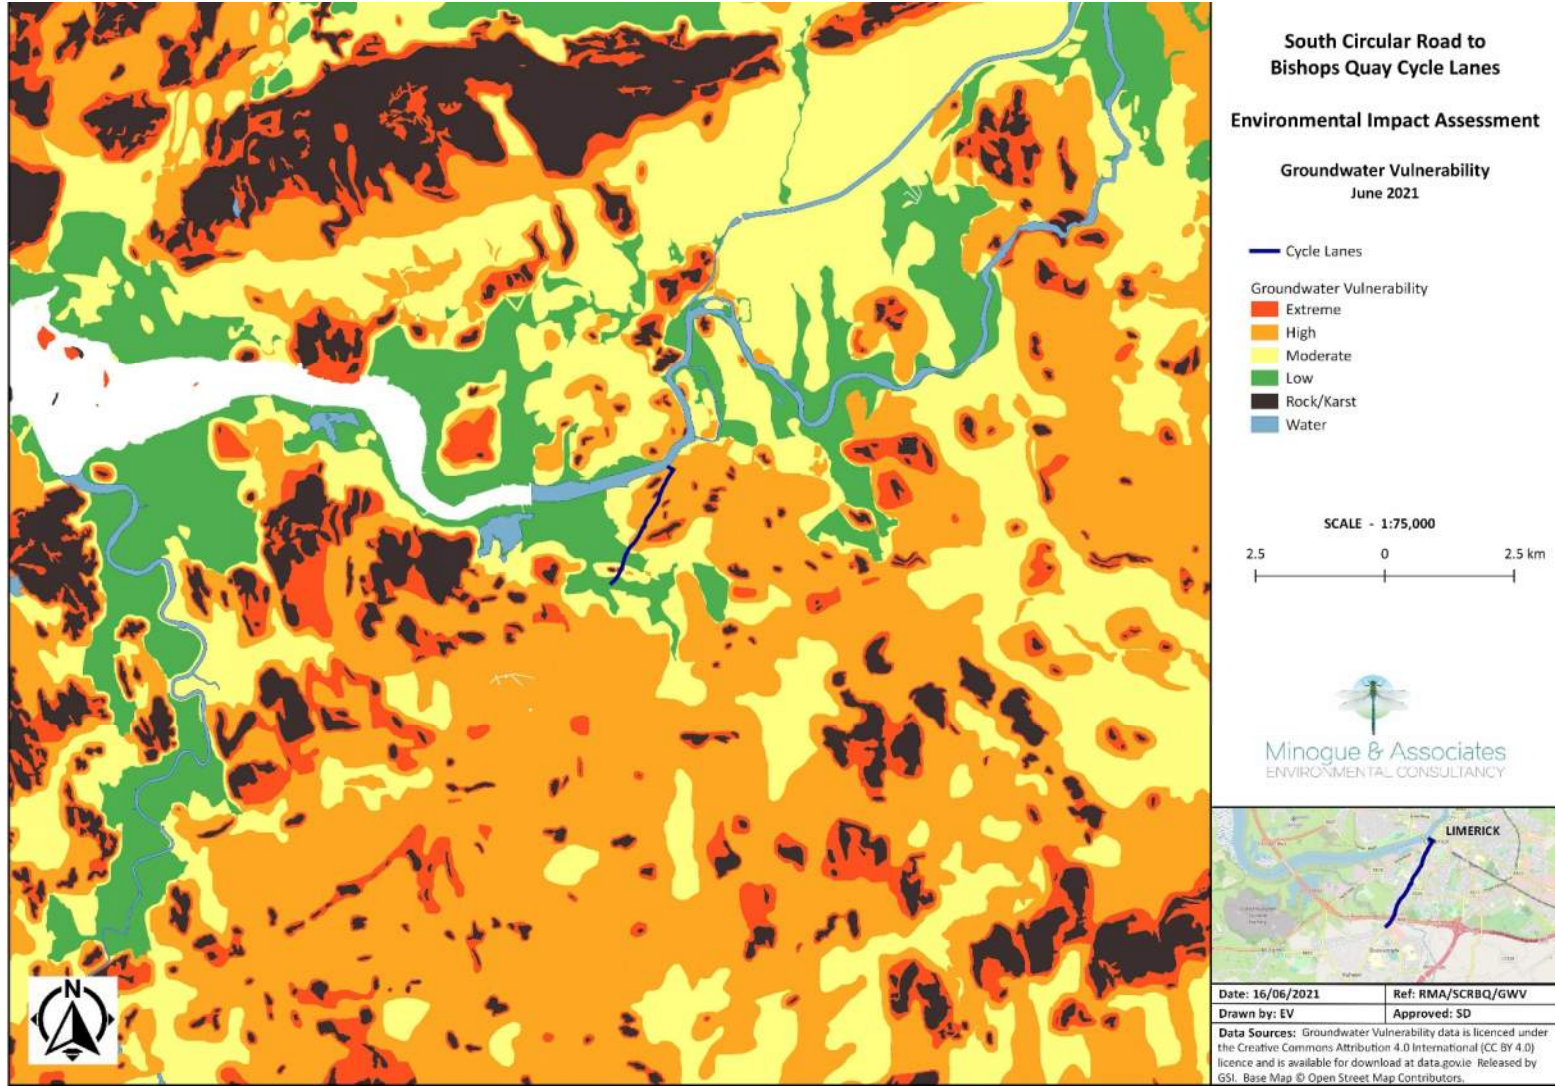 South Circular Road to
Bishops Quay Cycle Lanes
Environmental Impact Assessment
Groundwater Vulnerability
June 2021
Cycle Lanes
Groundwater Vulnerability
Extreme
High
Moderate
Low
Rock/Karst
Water
SCALE - 1:75,000
2.5 0 2.5 km
Minogue & Associates
ENVIRONMENTAL CONSULTANCY
LIMERICK
Date: 16/06/2021 Ref: RMA/SCRBQ/GWV
Drawn by: EV Approved: SD
Data Sources: Groundwater Vulnerability data is licenced under
the Creative Commons Attribution 4.0 International (CC BY 4.0)
licence and is available for download at data.gov.ie Released by
GSI. Base Map © Open Street Map Contributors.
N